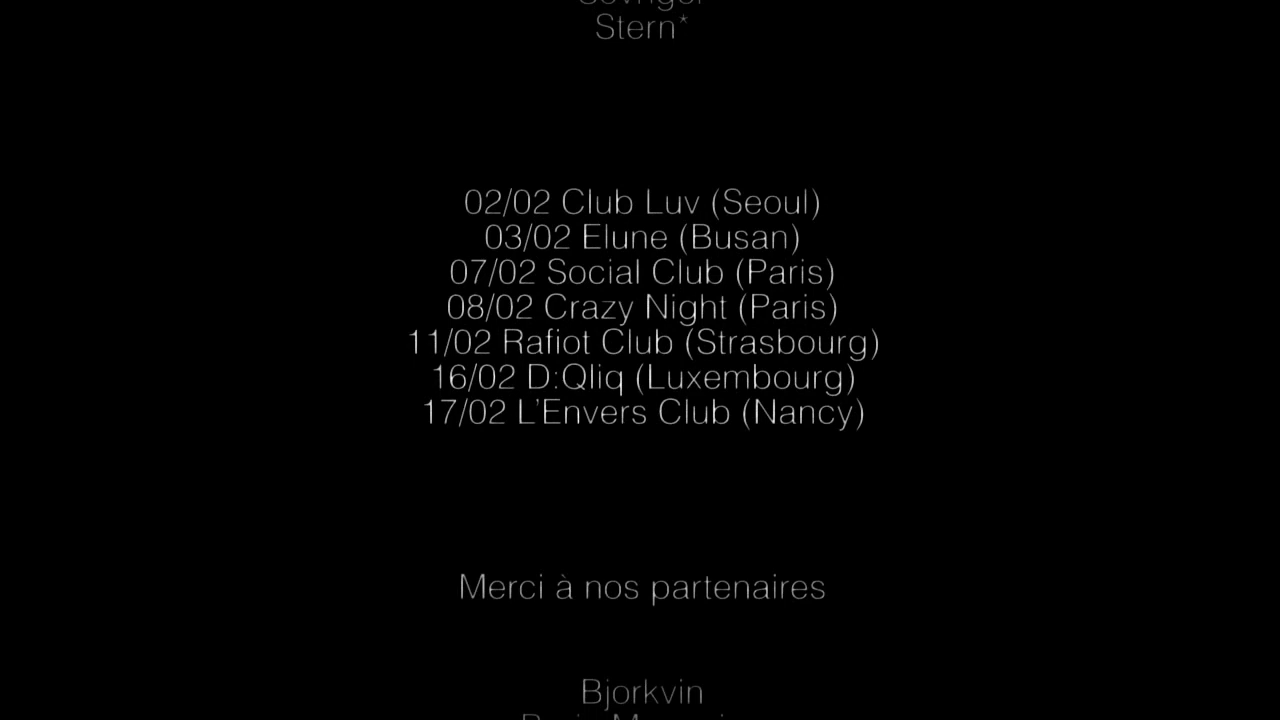 Stern*
02/02 Club Luv (Seoul)
03/02 Elune (Busan)
07/02 Social Club (Paris)
08/02 Crazy Night (Paris)
11/02 Rafiot Club (Strasbourg)
16/02 D:Qliq (Luxembourg)
17/02 L'Envers Club (Nancy)
Merci à nos partenaires
Bjorkvin